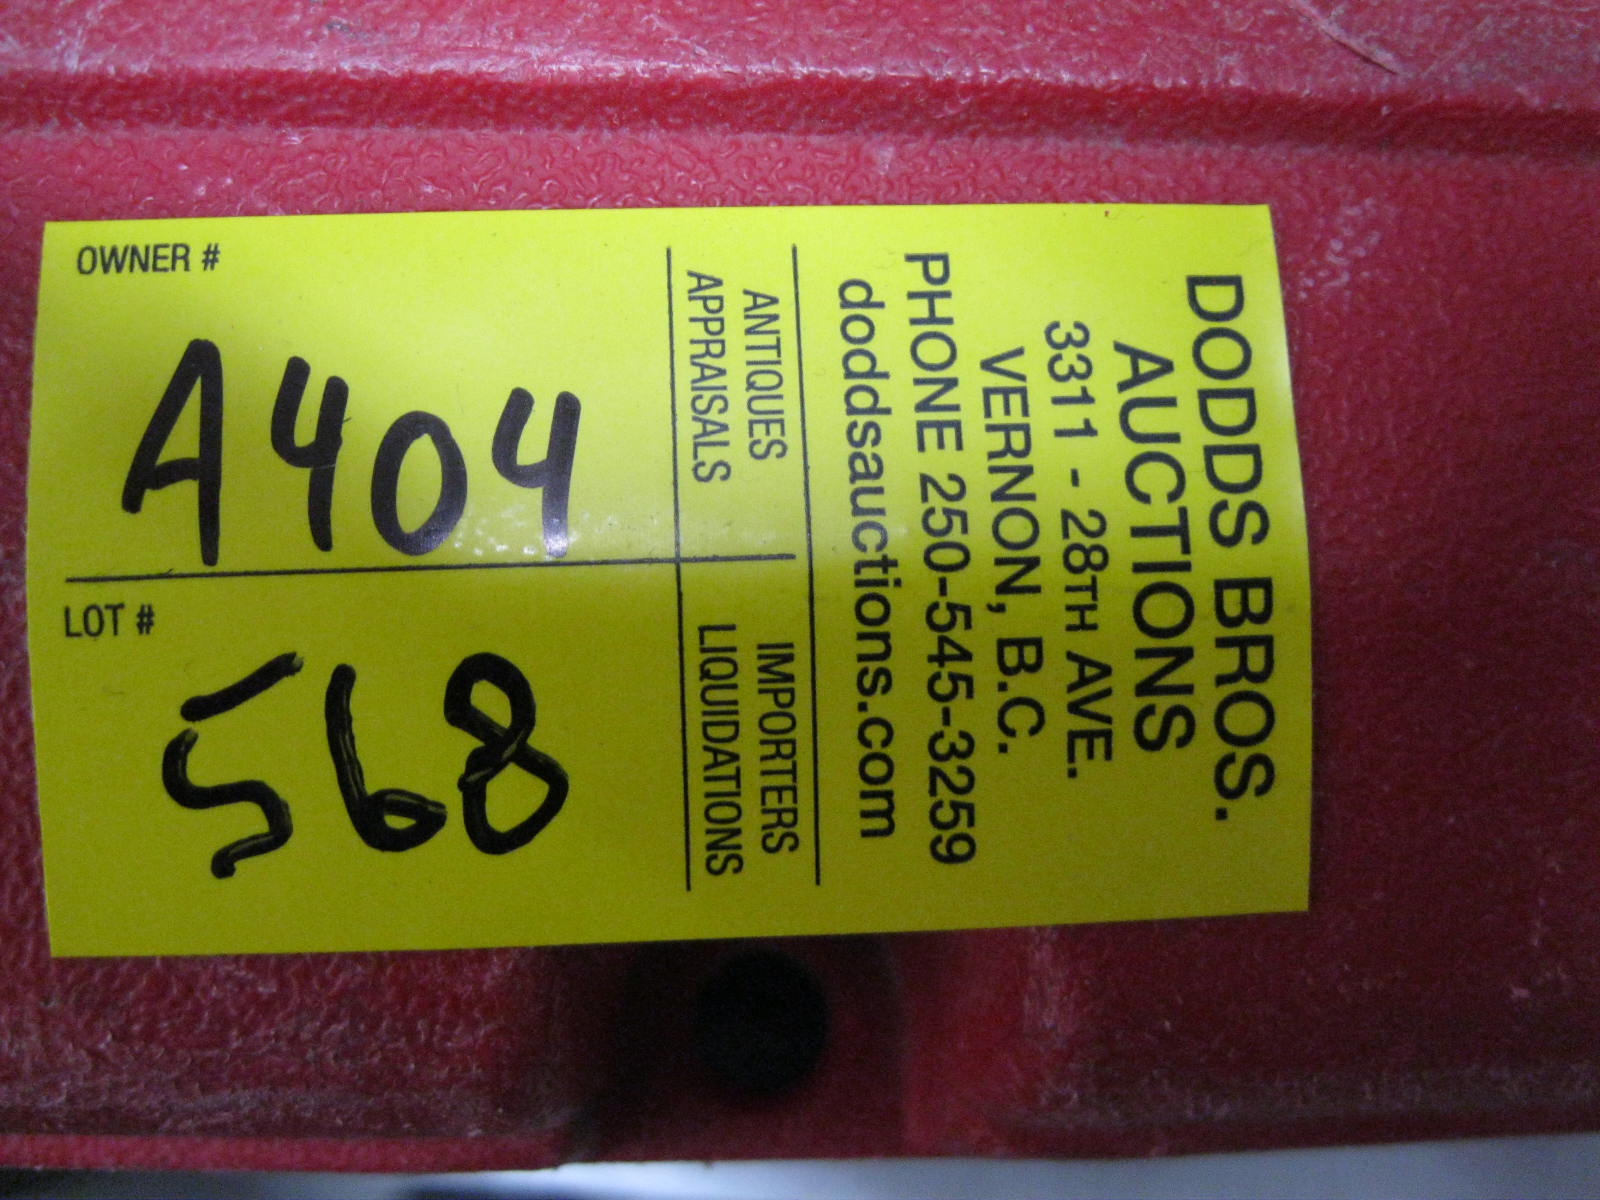 DODDS BROS.
AUCTIONS
3311 - 28TH AVE.
VERNON, B.C.
PHONE 250-545-3259
doddsauctions.com
ANTIQUES
APPRAISALS
IMPORTERS
LIQUIDATIONS
OWNER #
A404
LOT #
568